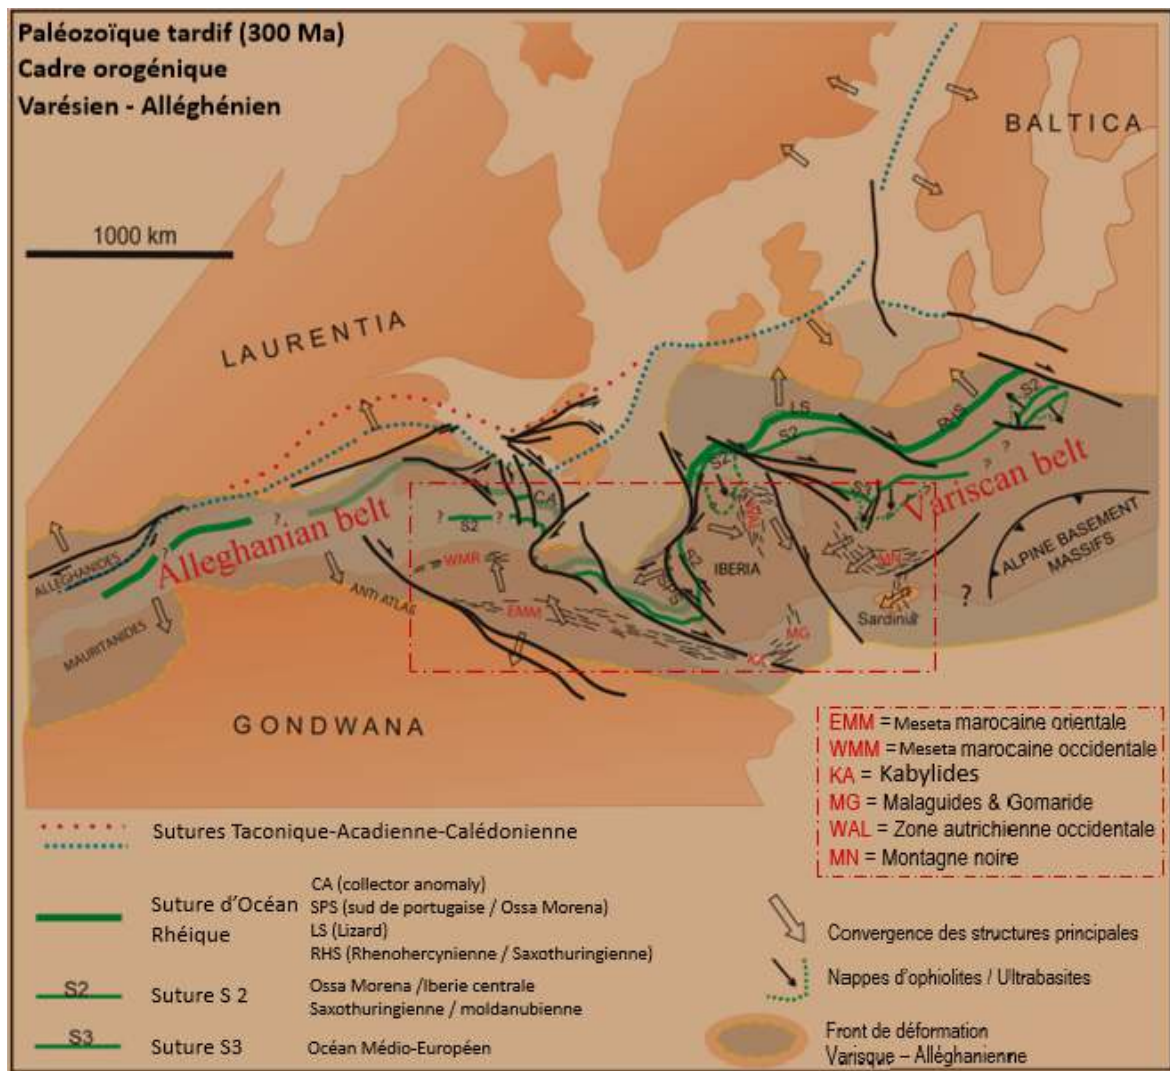 Paléozoïque tardif (300 Ma)
Cadre orogénique
Varésien - Alléghénien
BALTICA
1000 km
LAURENTIA
LS
S2
RHS
S2
S2
CA
S2
?
?
?
?
?
?
Alleghanian belt
Variscan belt
WAL
ALLEGHANIDES
WMR
S2
SPS
IBERIA
MN
ALPINE BASEMENT
MASSIFS
ANTI ATLAS
EMM
Sardinia
?
MAURITANIDES
MG
KA
GONDWANA
EMM = Meseta marocaine orientale
WMM = Meseta marocaine occidentale
KA = Kabylides
MG = Malaguides & Gomaride
WAL = Zone autrichienne occidentale
MN = Montagne noire
Sutures Taconique-Acadienne-Calédonienne
Suture d'Océan
Rhéique
CA (collector anomaly)
SPS (sud de portugaise / Ossa Morena)
LS (Lizard)
RHS (Rhenohercynienne / Saxothuringienne)
S2
Suture S 2
Ossa Morena /Iberie centrale
Saxothuringienne / moldanubienne
S3
Suture S3
Océan Médio-Européen
Convergence des structures principales
Nappes d'ophiolites / Ultrabasites
Front de déformation
Varisque – Alléghanienne